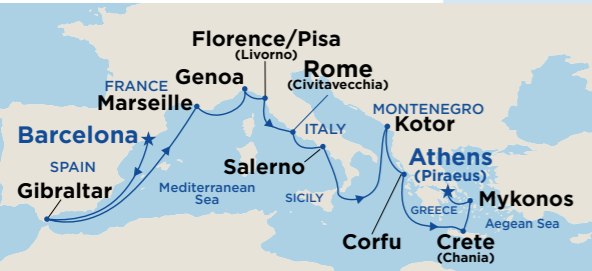 Florence/Pisa
(Livorno)
Genoa
Rome
(Civitavecchia)
FRANCE
Marseille
MONTENEGRO
Kotor
ITALY
Barcelona
Athens
(Piraeus)
SPAIN
Salerno
Gibraltar
Mediterranean
Sea
SICILY
Mykonos
GREECE
Aegean Sea
Corfu
Crete
(Chania)